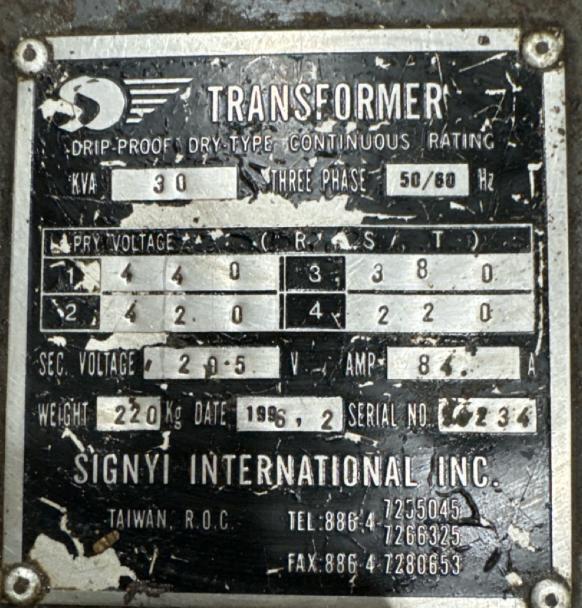 TRANSFORMER
DRIP-PROOF DRY-TYPE CONTINUOUS RATING
KVA 30 THREE PHASE 50/60 Hz
PRY VOLTAGE ( R / S / T )
1 440 3 380
2 420 4 220
SEC. VOLTAGE 205 V AMP 84. A
WEIGHT 220 Kg DATE 1996, 2 SERIAL NO.
SIGNYI INTERNATIONAL INC.
TAIWAN, R.O.C. TEL:886-4-7255045
7266325
FAX:886-4-7280653